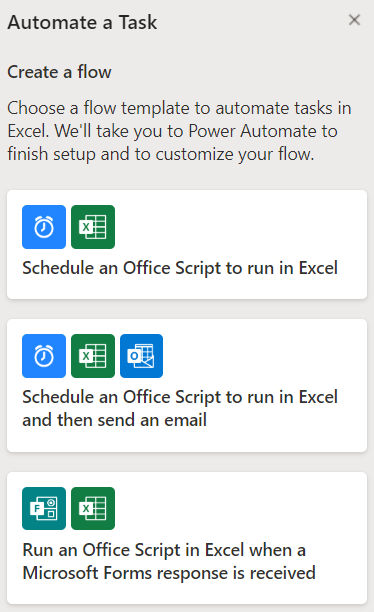 Automate a Task
Create a flow
Choose a flow template to automate tasks in
Excel. We'll take you to Power Automate to
finish setup and to customize your flow.
X
Schedule an Office Script to run in Excel
X
O
Schedule an Office Script to run in Excel
and then send an email
F
X
Run an Office Script in Excel when a
Microsoft Forms response is received